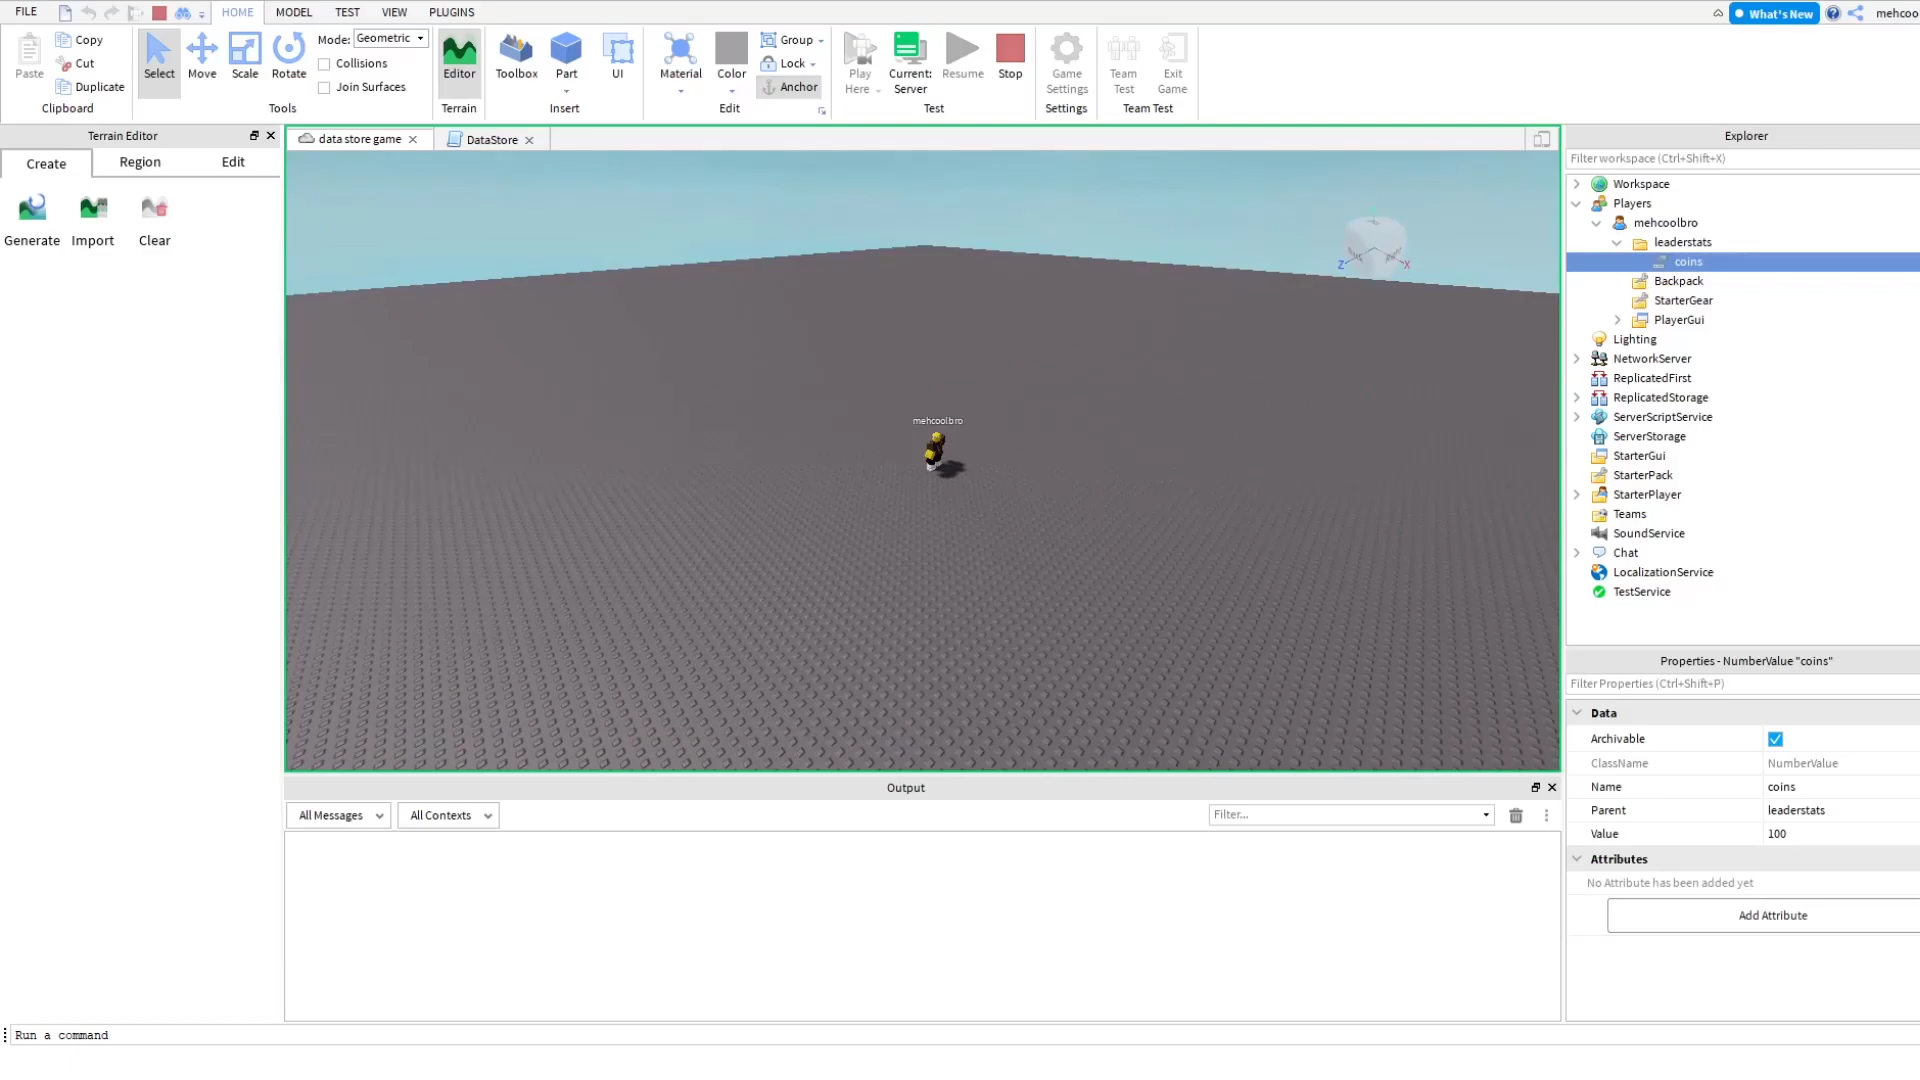 FILE
HOME
MODEL
TEST
VIEW
PLUGINS
What's New
mehcoo
Paste
Copy
Cut
Duplicate
Clipboard
Select
Move
Scale
Rotate
Mode: Geometric
Collisions
Join Surfaces
Tools
Editor
Terrain
Toolbox
Part
UI
Insert
Material
Color
Group
Lock
Anchor
Edit
Play Here
Current: Server
Resume
Stop
Test
Game Settings
Settings
Team Test
Exit Game
Team Test
Terrain Editor
Create
Region
Edit
Generate
Import
Clear
data store game
DataStore
Z
X
mehcoolbro
Output
All Messages
All Contexts
Filter...
Run a command
Explorer
Filter workspace (Ctrl+Shift+X)
Workspace
Players
mehcoolbro
leaderstats
coins
Backpack
StarterGear
PlayerGui
Lighting
NetworkServer
ReplicatedFirst
ReplicatedStorage
ServerScriptService
ServerStorage
StarterGui
StarterPack
StarterPlayer
Teams
SoundService
Chat
LocalizationService
TestService
Properties - NumberValue "coins"
Filter Properties (Ctrl+Shift+P)
Data
Archivable
ClassName NumberValue
Name coins
Parent leaderstats
Value 100
Attributes
No Attribute has been added yet
Add Attribute